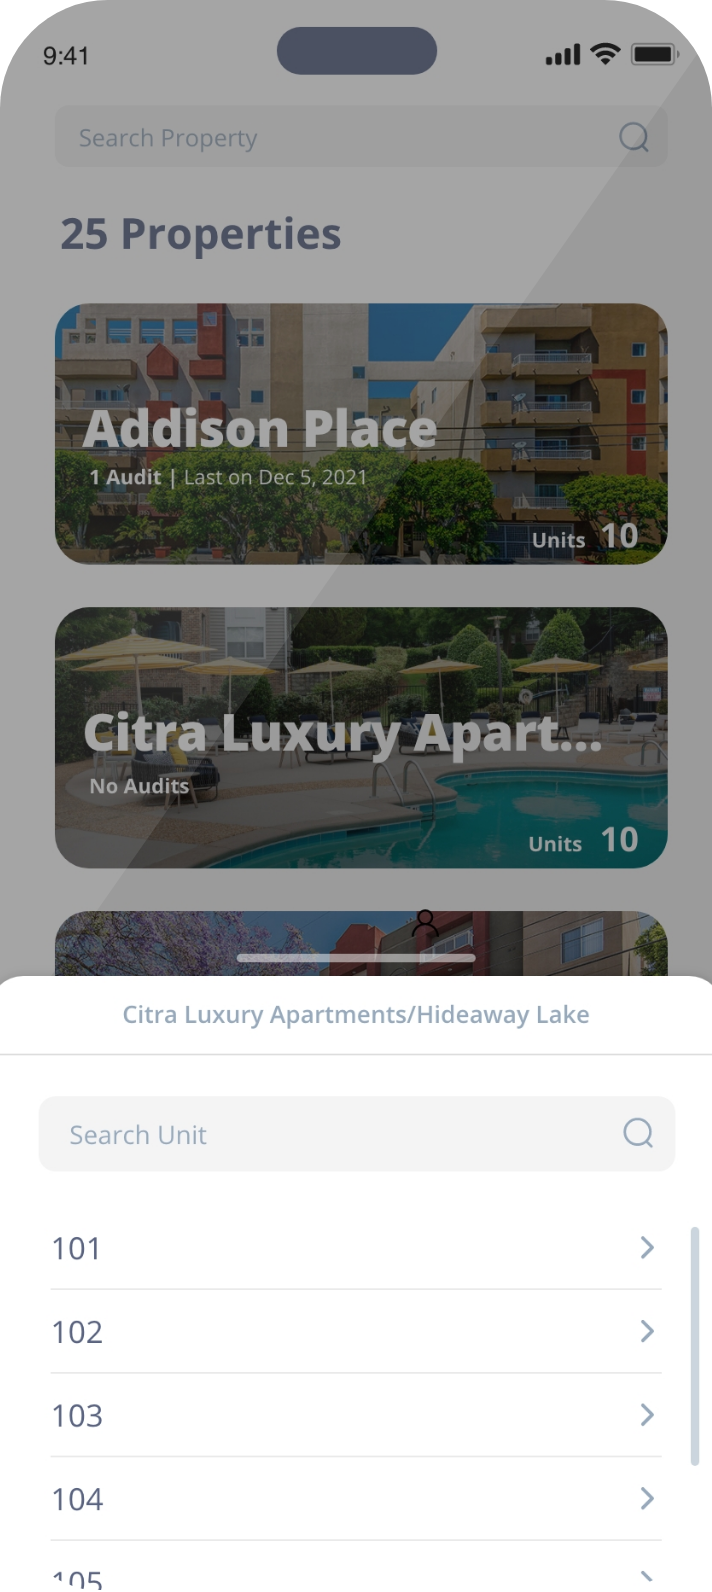 9:41
Search Property
25 Properties
Addison Place
1 Audit | Last on Dec 5, 2021
Units 10
Citra Luxury Apart...
No Audits
Units 10
Citra Luxury Apartments/Hideaway Lake
Search Unit
101
102
103
104
105